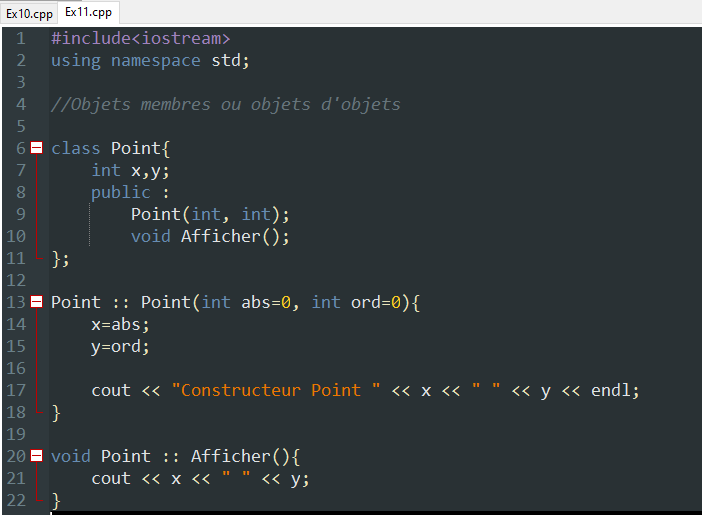 Ex10.cpp Ex11.cpp
1 #include<iostream>
2 using namespace std;
3
4 //Objets membres ou objets d'objets
5
6 class Point{
7 int x,y;
8 public :
9 Point(int, int);
10 void Afficher();
11 };
12
13 Point :: Point(int abs=0, int ord=0){
14 x=abs;
15 y=ord;
16
17 cout << "Constructeur Point " << x << " " << y << endl;
18 }
19
20 void Point :: Afficher(){
21 cout << x << " " << y;
22 }